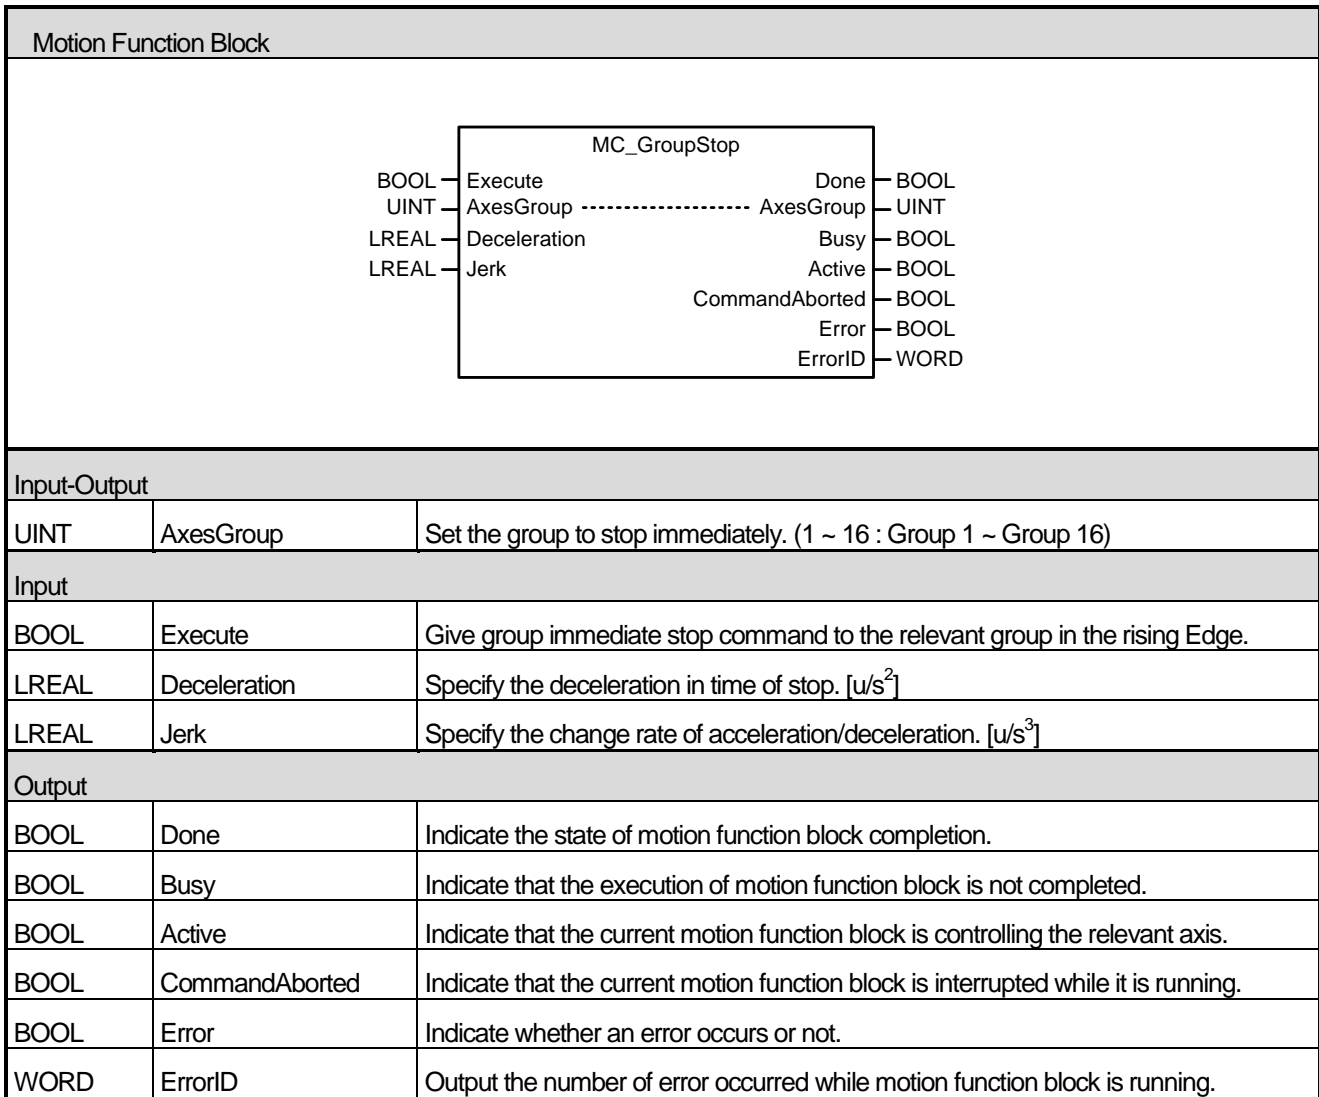 Motion Function Block
MC_GroupStop
BOOL Execute Done BOOL
UINT AxesGroup AxesGroup UINT
LREAL Deceleration Busy BOOL
LREAL Jerk Active BOOL
CommandAborted BOOL
Error BOOL
ErrorID WORD
Input-Output
UINT AxesGroup Set the group to stop immediately. (1 ~ 16 : Group 1 ~ Group 16)
Input
BOOL Execute Give group immediate stop command to the relevant group in the rising Edge.
LREAL Deceleration Specify the deceleration in time of stop. [u/s²]
LREAL Jerk Specify the change rate of acceleration/deceleration. [u/s³]
Output
BOOL Done Indicate the state of motion function block completion.
BOOL Busy Indicate that the execution of motion function block is not completed.
BOOL Active Indicate that the current motion function block is controlling the relevant axis.
BOOL CommandAborted Indicate that the current motion function block is interrupted while it is running.
BOOL Error Indicate whether an error occurs or not.
WORD ErrorID Output the number of error occurred while motion function block is running.